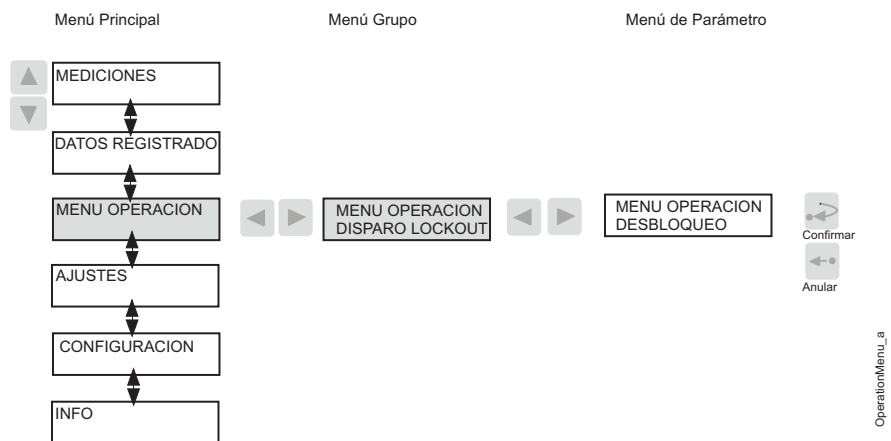 Menú Principal
Menú Grupo
Menú de Parámetro
MEDICIONES
DATOS REGISTRADO
MENU OPERACION
MENU OPERACION
DISPARO LOCKOUT
MENU OPERACION
DESBLOQUEO
Confirmar
Anular
AJUSTES
CONFIGURACION
INFO
OperationMenu_a